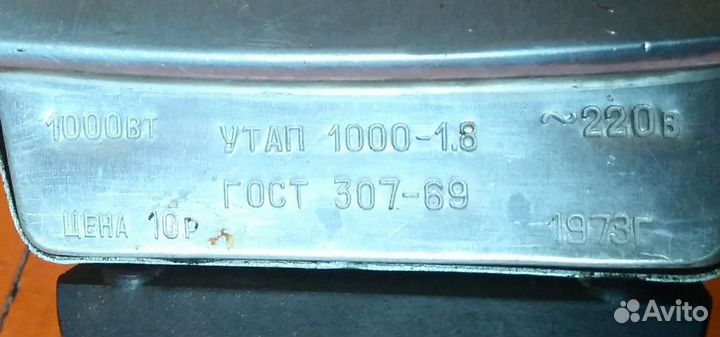 1000ВТ УТАП 1000-1.8 ~220В
ГОСТ 307-69
ЦЕНА 10Р 1973Г
Avito